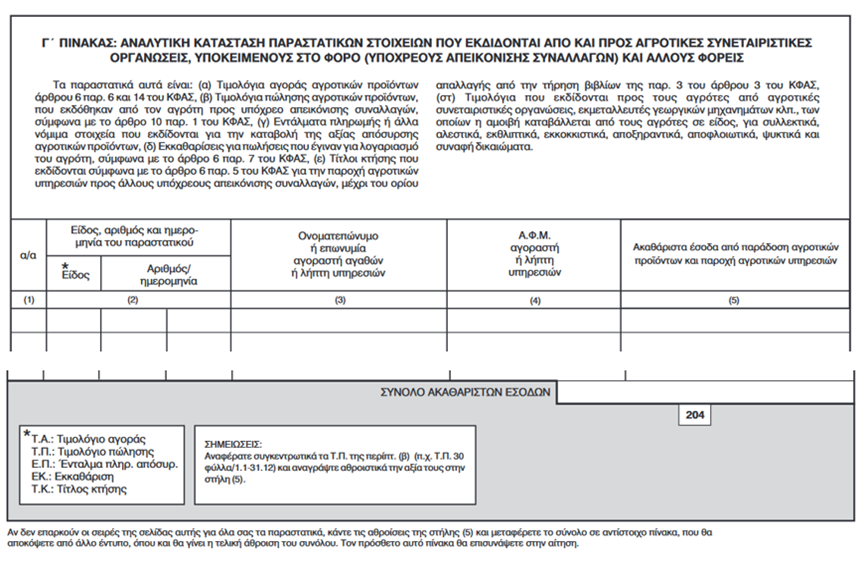 Γ΄ ΠΙΝΑΚΑΣ: ΑΝΑΛΥΤΙΚΗ ΚΑΤΑΣΤΑΣΗ ΠΑΡΑΣΤΑΤΙΚΩΝ ΣΤΟΙΧΕΙΩΝ ΠΟΥ ΕΚΔΙΔΟΝΤΑΙ ΑΠΟ ΚΑΙ ΠΡΟΣ ΑΓΡΟΤΙΚΕΣ ΣΥΝΕΤΑΙΡΙΣΤΙΚΕΣ
ΟΡΓΑΝΩΣΕΙΣ, ΥΠΟΚΕΙΜΕΝΟΥΣ ΣΤΟ ΦΟΡΟ (ΥΠΟΧΡΕΟΥΣ ΑΠΕΙΚΟΝΙΣΗΣ ΣΥΝΑΛΛΑΓΩΝ) ΚΑΙ ΑΛΛΟΥΣ ΦΟΡΕΙΣ
Τα παραστατικά αυτά είναι: (α) Τιμολόγια αγοράς αγροτικών προϊόντων
άρθρου 6 παρ. 6 και 14 του ΚΦΑΣ, (β) Τιμολόγια πώλησης αγροτικών προϊόντων,
που εκδόθηκαν από τον αγρότη προς υπόχρεο απεικόνισης συναλλαγών,
σύμφωνα με το άρθρο 10 παρ. 1 του ΚΦΑΣ, (γ) Εντάλματα πληρωμής ή άλλα
νόμιμα στοιχεία που εκδίδονται για την καταβολή της αξίας απόσυρσης
αγροτικών προϊόντων, (δ) Εκκαθαρίσεις για πωλήσεις που έγιναν για λογαριασμό
του αγρότη, σύμφωνα με το άρθρο 6 παρ. 7 του ΚΦΑΣ, (ε) Τίτλοι κτήσης που
εκδίδονται σύμφωνα με το άρθρο 6 παρ. 5 του ΚΦΑΣ για την παροχή αγροτικών
υπηρεσιών προς άλλους υπόχρεους απεικόνισης συναλλαγών, μέχρι του ορίου
απαλλαγής από την τήρηση βιβλίων της παρ. 3 του άρθρου 3 του ΚΦΑΣ,
(στ) Τιμολόγια που εκδίδονται προς τους αγρότες από αγροτικές
συνεταιριστικές οργανώσεις, εκμεταλλευτές γεωργικών μηχανημάτων κλπ., των
οποίων η αμοιβή καταβάλλεται από τους αγρότες σε είδος, για συλλεκτικά,
αλεστικά, εκθλιπτικά, εκκοκκιστικά, αποξηραντικά, αποφλοιωτικά, ψυκτικά και
συναφή δικαιώματα.
α/α
Είδος, αριθμός και ημερο-
μηνία του παραστατικού
* Είδος
Αριθμός/
ημερομηνία
Ονοματεπώνυμο
ή επωνυμία
αγοραστή αγαθών
ή λήπτη υπηρεσιών
Α.Φ.Μ.
αγοραστή
ή λήπτη
υπηρεσιών
Ακαθάριστα έσοδα από παράδοση αγροτικών
προϊόντων και παροχή αγροτικών υπηρεσιών
(1) (2) (3) (4) (5)
ΣΥΝΟΛΟ ΑΚΑΘΑΡΙΣΤΩΝ ΕΣΟΔΩΝ
204
*Τ.Α.: Τιμολόγιο αγοράς
Τ.Π.: Τιμολόγιο πώλησης
Ε.Π.: Ένταλμα πληρ. απόσυρ.
ΕΚ.: Εκκαθάριση
Τ.Κ.: Τίτλος κτήσης
ΣΗΜΕΙΩΣΕΙΣ:
Αναφέρατε συγκεντρωτικά τα Τ.Π. της περίπτ. (β) (π.χ. Τ.Π. 30
φύλλα/1.1-31.12) και αναγράψτε αθροιστικά την αξία τους στην
στήλη (5).
Αν δεν επαρκούν οι σειρές της σελίδας αυτής για όλα σας τα παραστατικά, κάντε τις αθροίσεις της στήλης (5) και μεταφέρετε το σύνολο σε αντίστοιχο πίνακα, που θα
αποκόψετε από άλλο έντυπο, όπου και θα γίνει η τελική άθροιση του συνόλου. Τον πρόσθετο αυτό πίνακα θα επισυνάψετε στην αίτηση.